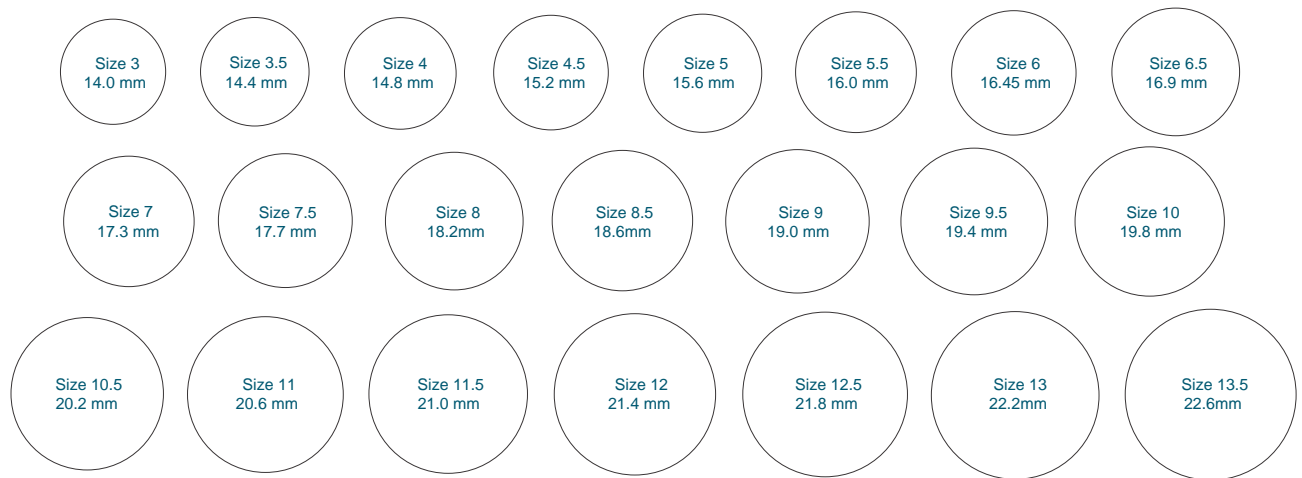 Size 3
14.0 mm
Size 3.5
14.4 mm
Size 4
14.8 mm
Size 4.5
15.2 mm
Size 5
15.6 mm
Size 5.5
16.0 mm
Size 6
16.45 mm
Size 6.5
16.9 mm
Size 7
17.3 mm
Size 7.5
17.7 mm
Size 8
18.2mm
Size 8.5
18.6mm
Size 9
19.0 mm
Size 9.5
19.4 mm
Size 10
19.8 mm
Size 10.5
20.2 mm
Size 11
20.6 mm
Size 11.5
21.0 mm
Size 12
21.4 mm
Size 12.5
21.8 mm
Size 13
22.2mm
Size 13.5
22.6mm